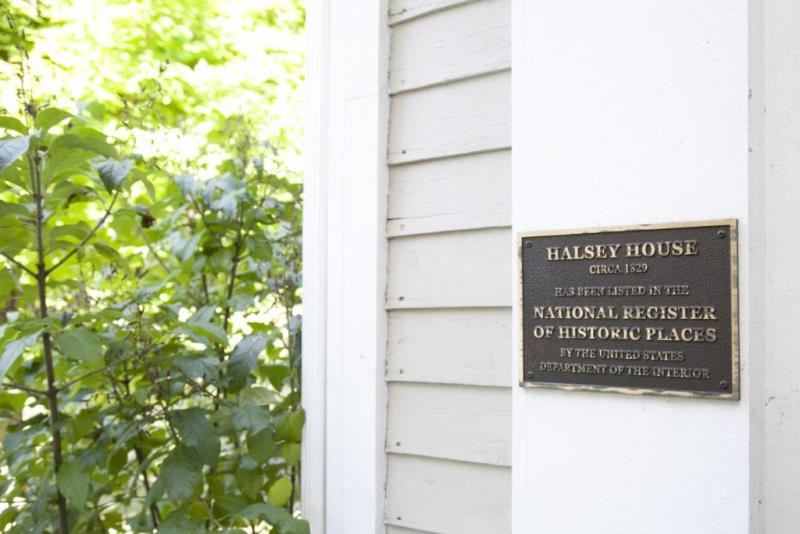 HALSEY HOUSE
CIRCA 1829
HAS BEEN LISTED IN THE
NATIONAL REGISTER
OF HISTORIC PLACES
BY THE UNITED STATES
DEPARTMENT OF THE INTERIOR